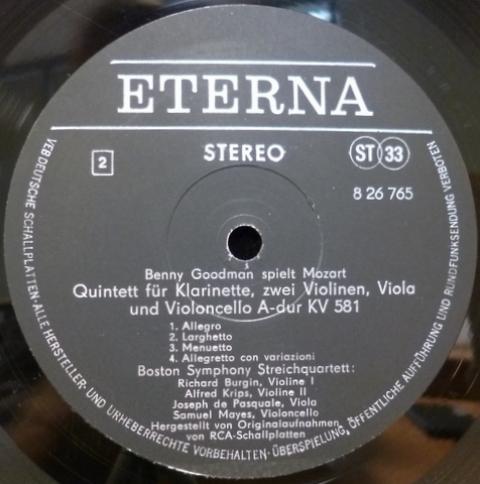 ETERNA
STEREO
2
ST 33
8 26 765
Benny Goodman spielt Mozart
Quintett für Klarinette, zwei Violinen, Viola
und Violoncello A-dur KV 581
1. Allegro
2. Larghetto
3. Menuetto
4. Allegretto con variazioni
Boston Symphony Streichquartett:
Richard Burgin, Violine I
Alfred Krips, Violine II
Joseph de Pasquale, Viola
Samuel Mayes, Violoncello
Hergestellt von Originalaufnahmen
von RCA-Schallplatten
VEB DEUTSCHE SCHALLPLATTEN · ALLE HERSTELLER- UND URHEBERRECHTE VORBEHALTEN · ÜBERSPIELUNG, ÖFFENTLICHE AUFFÜHRUNG UND RUNDFUNKSENDUNG VERBOTEN